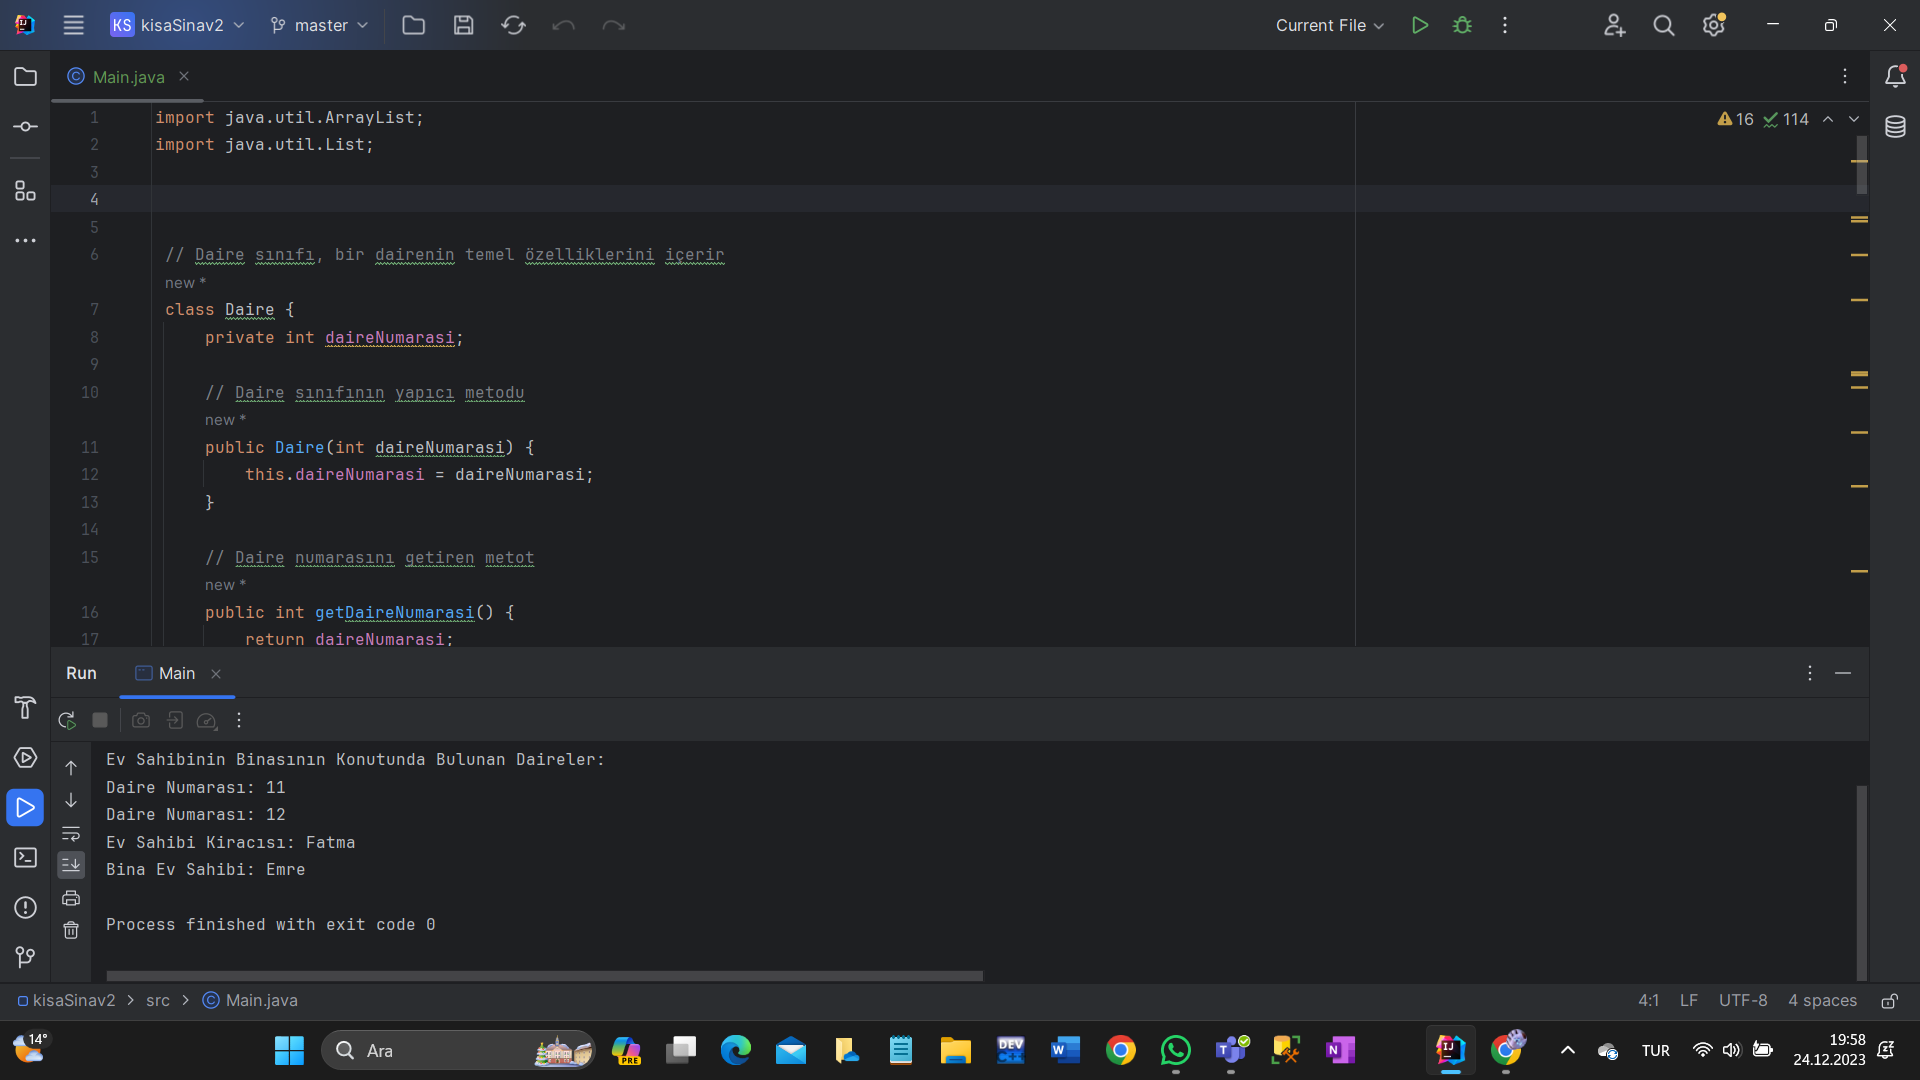 KS kisaSinav2 master Current File
Main.java
16 114
1 import java.util.ArrayList;
2 import java.util.List;
3
4
5
6 // Daire sınıfı, bir dairenin temel özelliklerini içerir
new *
7 class Daire {
8 private int daireNumarasi;
9
10 // Daire sınıfının yapıcı metodu
new *
11 public Daire(int daireNumarasi) {
12 this.daireNumarasi = daireNumarasi;
13 }
14
15 // Daire numarasını getiren metot
new *
16 public int getDaireNumarasi() {
17 return daireNumarasi;
Run Main
Ev Sahibinin Binasının Konutunda Bulunan Daireler:
Daire Numarası: 11
Daire Numarası: 12
Ev Sahibi Kiracısı: Fatma
Bina Ev Sahibi: Emre
Process finished with exit code 0
kisaSinav2 > src > Main.java 4:1 LF UTF-8 4 spaces
14° Ara PRE DEV C++ TUR 19:58
24.12.2023